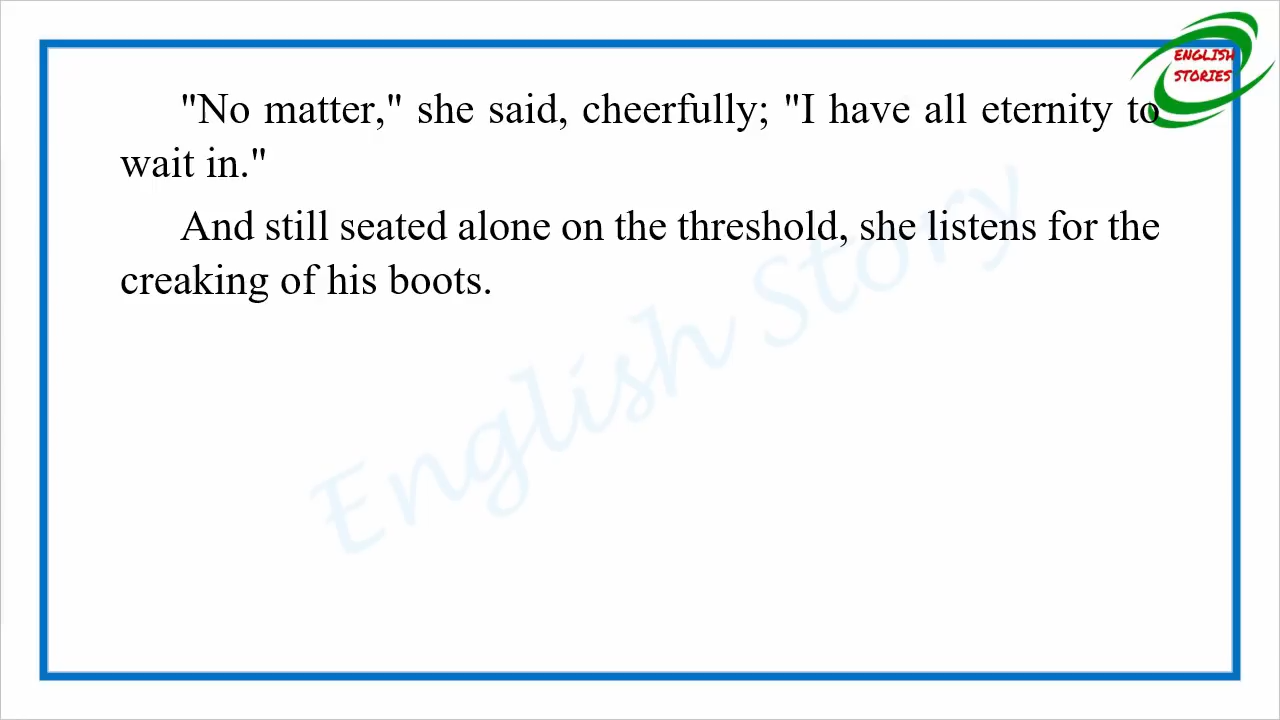 ENGLISH
STORIES
"No matter," she said, cheerfully; "I have all eternity to
wait in."
And still seated alone on the threshold, she listens for the
creaking of his boots.
English Story